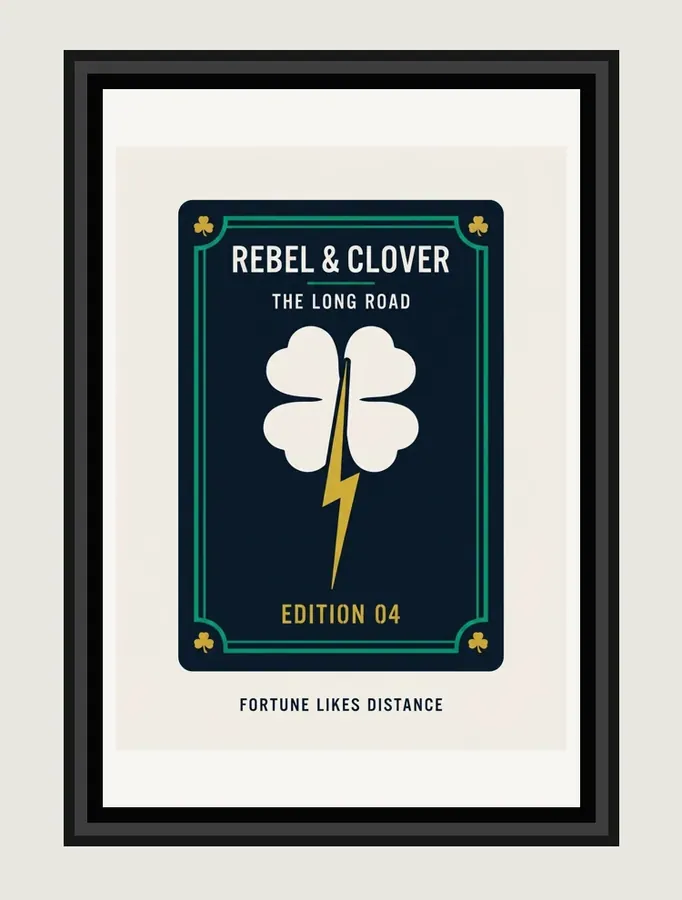 REBEL & CLOVER
THE LONG ROAD
EDITION 04
FORTUNE LIKES DISTANCE